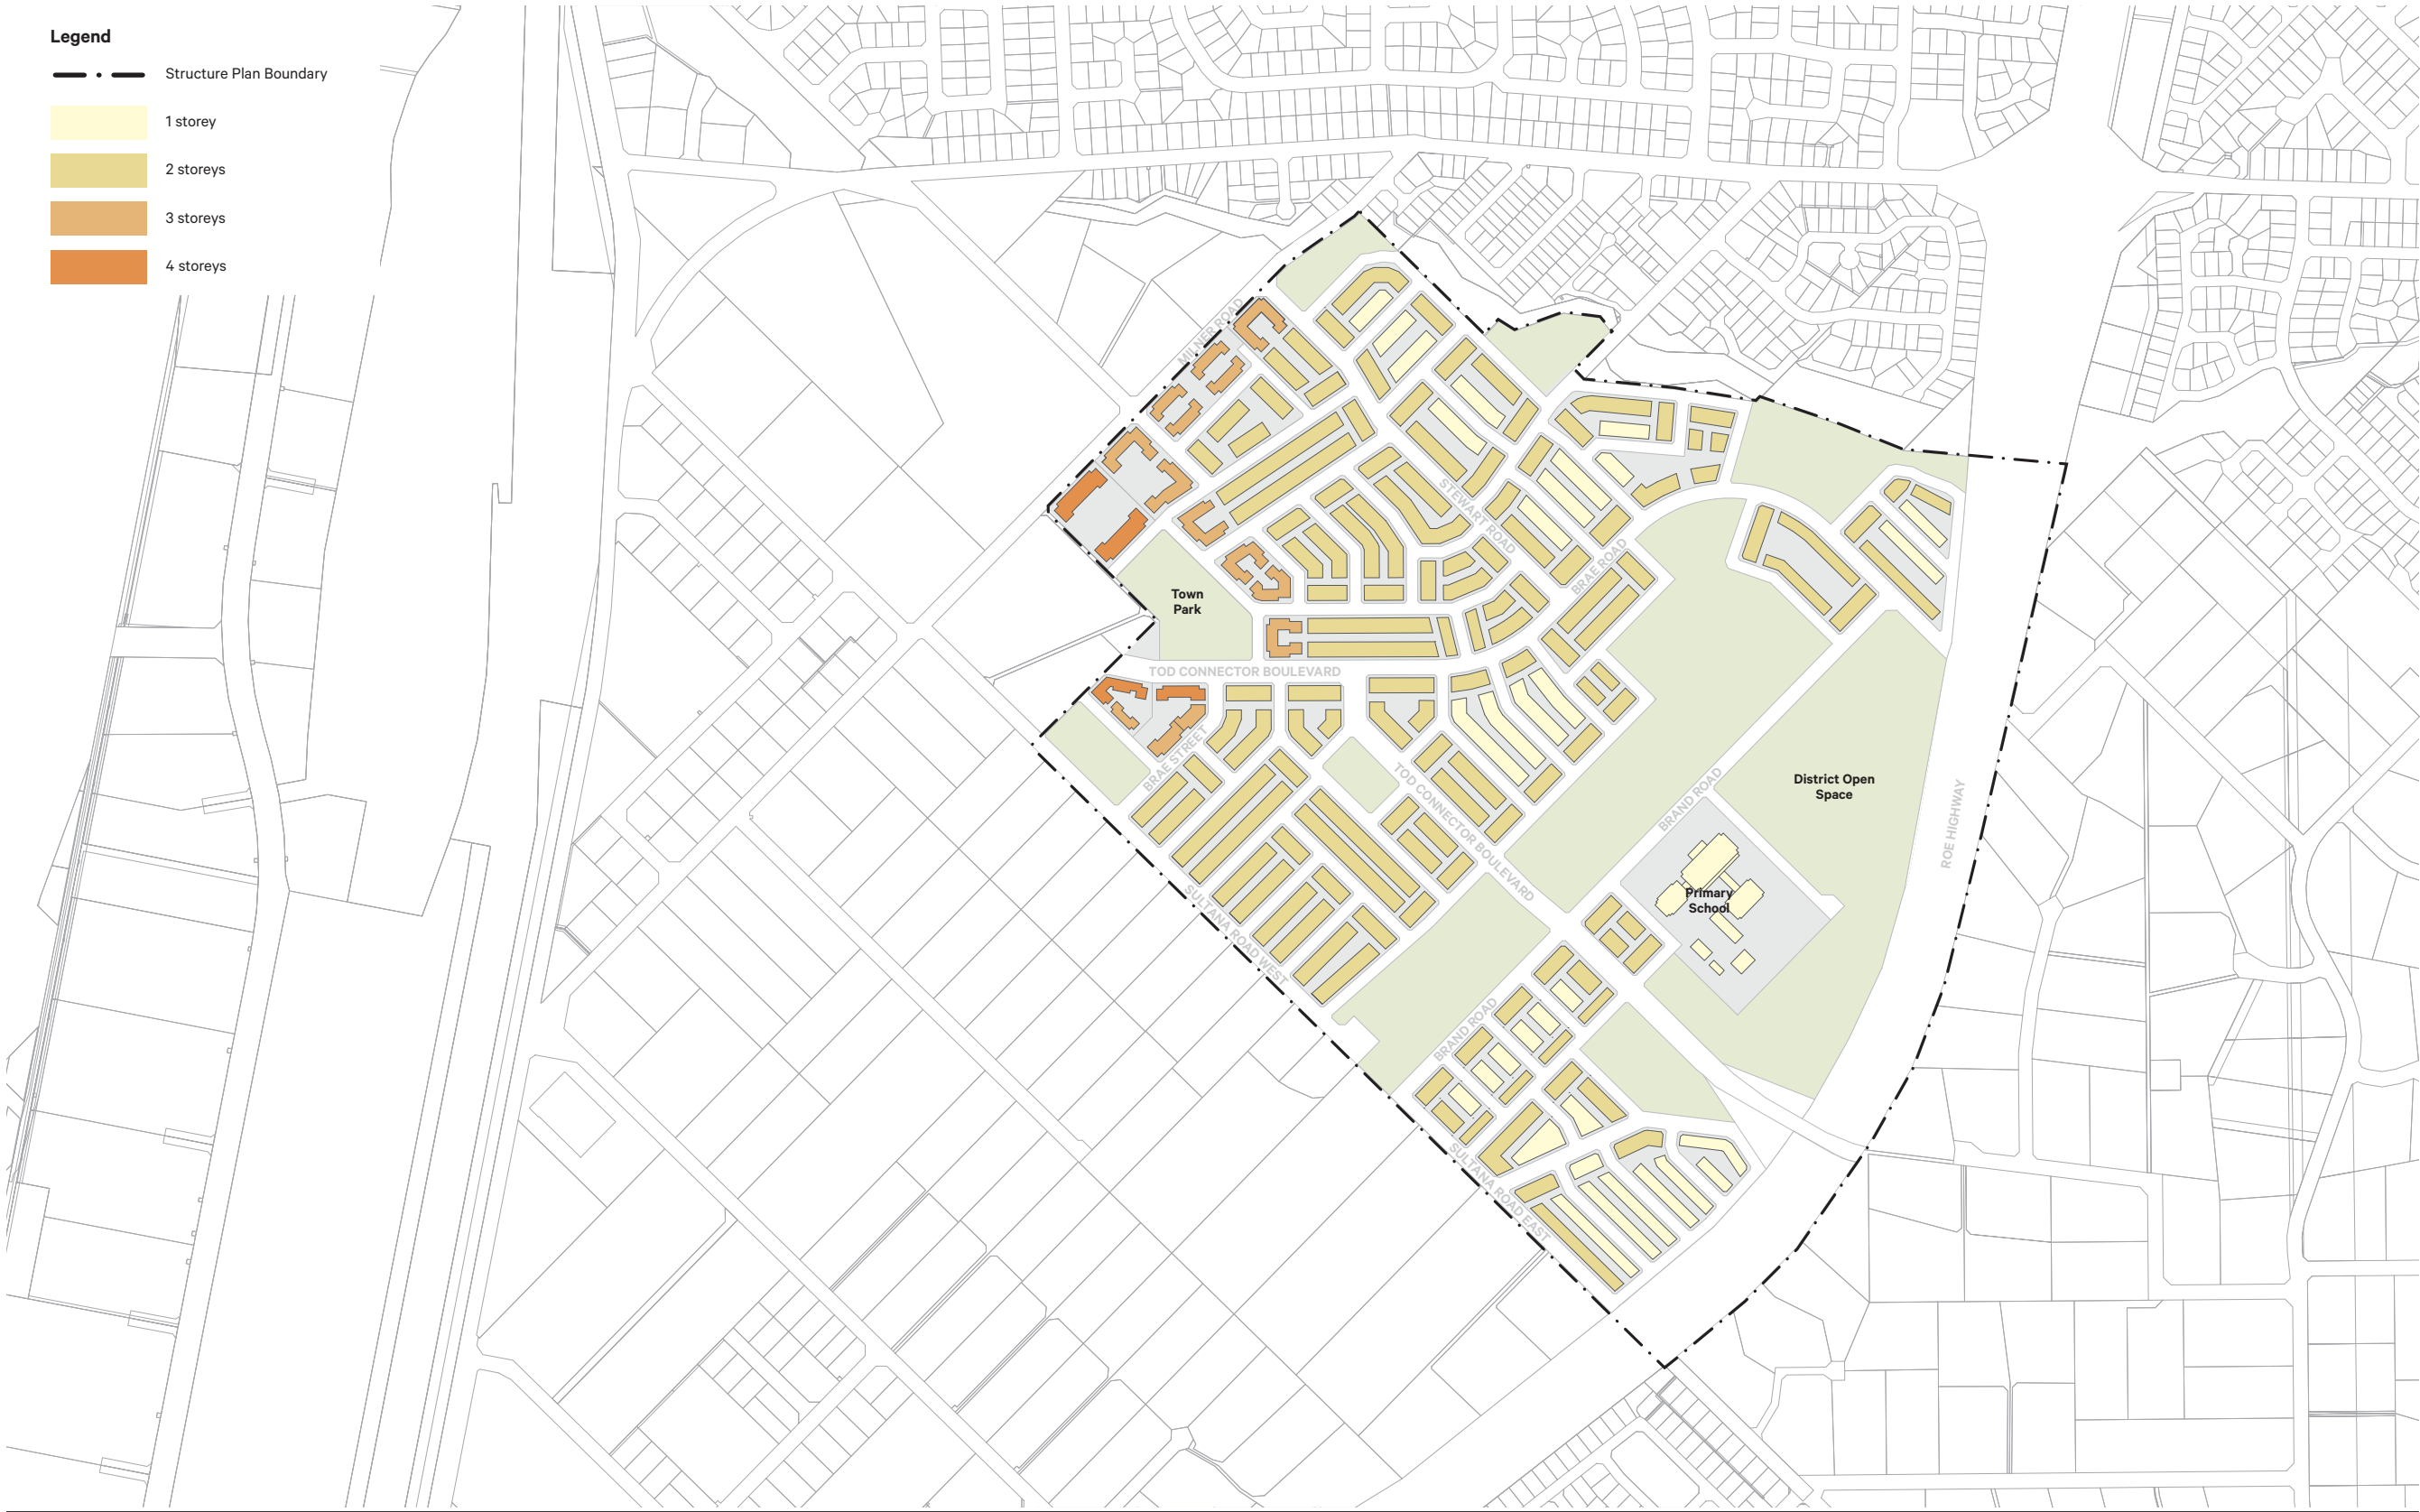 Legend
Structure Plan Boundary
1 storey
2 storeys
3 storeys
4 storeys
MILNER ROAD
STEWART ROAD
BRAE ROAD
Town
Park
TOD CONNECTOR BOULEVARD
BRAE STREET
TOD CONNECTOR BOULEVARD
BRAND ROAD
District Open
Space
ROE HIGHWAY
Primary
School
SULTANA ROAD WEST
BRAND ROAD
SULTANA ROAD EAST